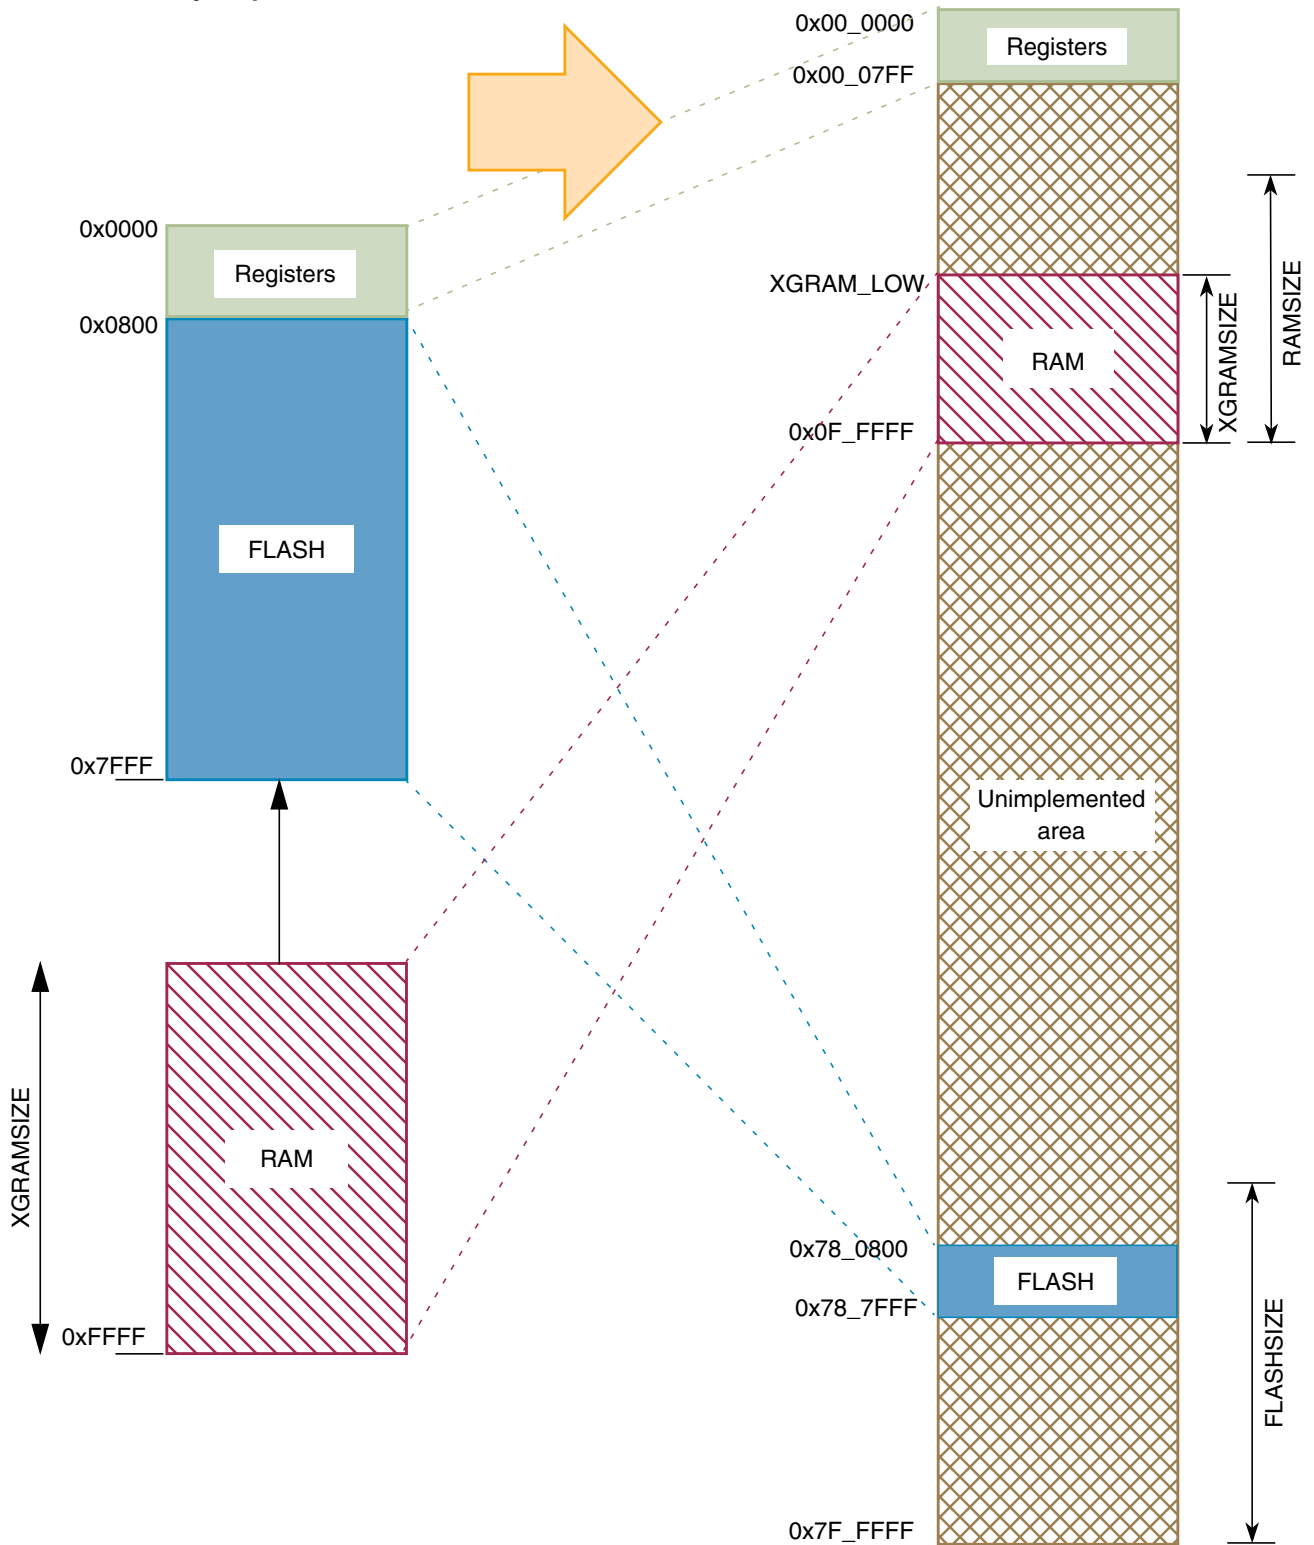 0x00_0000
Registers
0x00_07FF
0x0000
Registers
0x0800
XGRAM_LOW
RAM
XGRAMSIZE
RAMSIZE
0x0F_FFFF
FLASH
0x7FFF
Unimplemented
area
XGRAMSIZE
RAM
0xFFFF
0x78_0800
FLASH
0x78_7FFF
FLASHSIZE
0x7F_FFFF